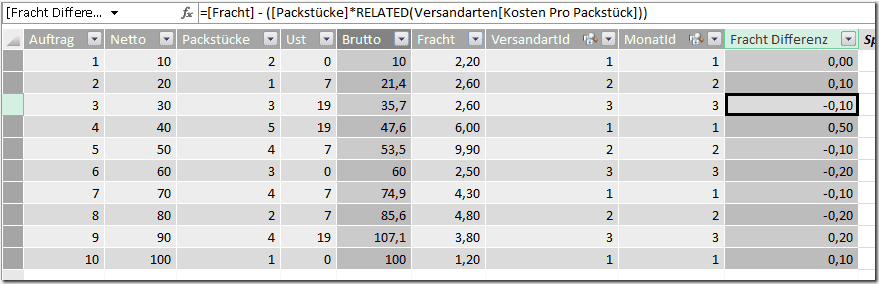 [Fracht Differe... fx =[Fracht] - ([Packstücke]*RELATED(Versandarten[Kosten Pro Packstück]))
Auftrag Netto Packstücke Ust Brutto Fracht VersandartId MonatId Fracht Differenz Sp
1 10 2 0 10 2,20 1 1 0,00
2 20 1 7 21,4 2,60 2 2 0,10
3 30 3 19 35,7 2,60 3 3 -0,10
4 40 5 19 47,6 6,00 1 1 0,50
5 50 4 7 53,5 9,90 2 2 -0,10
6 60 3 0 60 2,50 3 3 -0,20
7 70 4 7 74,9 4,30 1 1 -0,10
8 80 2 7 85,6 4,80 2 2 -0,20
9 90 4 19 107,1 3,80 3 3 0,20
10 100 1 0 100 1,20 1 1 0,10